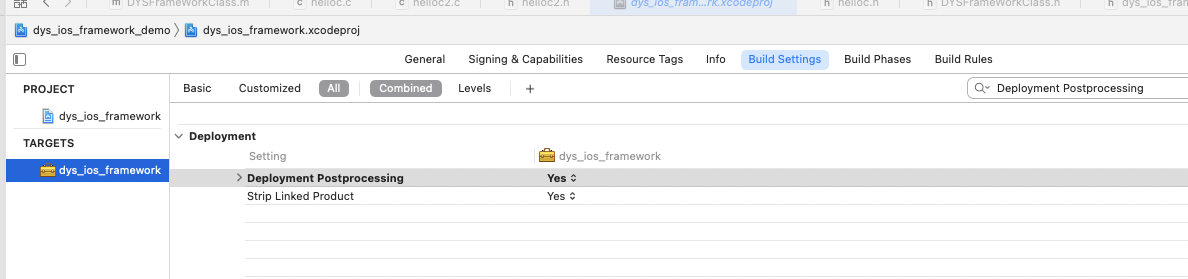 DYSFrameWorkClass.m helloc.c helloc2.c helloc2.h dys_ios_fram...rk.xcodeproj helloc.h DYSFrameWorkClass.h
dys_ios_framework_demo dys_ios_framework.xcodeproj
General Signing & Capabilities Resource Tags Info Build Settings Build Phases Build Rules
PROJECT
dys_ios_framework
TARGETS
dys_ios_framework
Basic Customized All Combined Levels + Deployment Postprocessing
Deployment
Setting dys_ios_framework
Deployment Postprocessing Yes
Strip Linked Product Yes